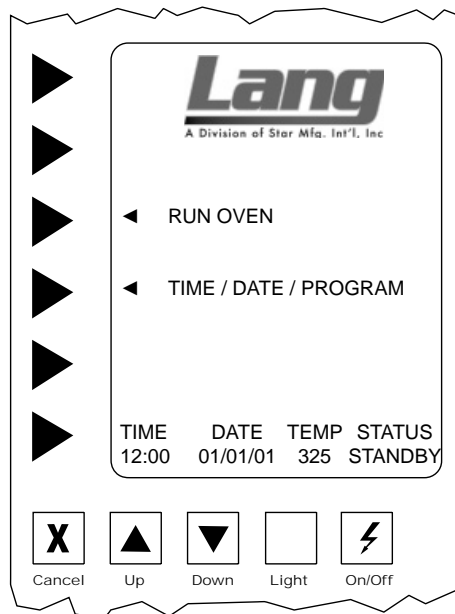 Lang
A Division of Star Mfg. Int'l, Inc
◄ RUN OVEN
◄ TIME / DATE / PROGRAM
TIME DATE TEMP STATUS
12:00 01/01/01 325 STANDBY
X
Cancel Up Down Light On/Off